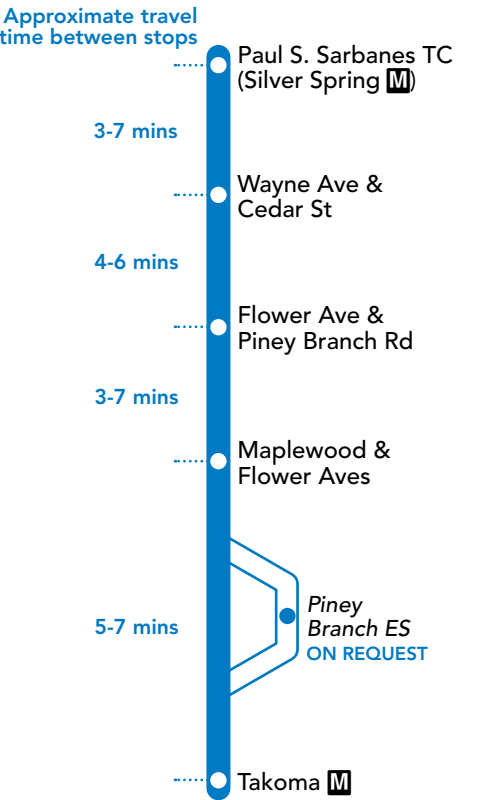 Approximate travel
time between stops
Paul S. Sarbanes TC
(Silver Spring M)
3-7 mins
Wayne Ave &
Cedar St
4-6 mins
Flower Ave &
Piney Branch Rd
3-7 mins
Maplewood &
Flower Aves
5-7 mins
Piney
Branch ES
ON REQUEST
Takoma M